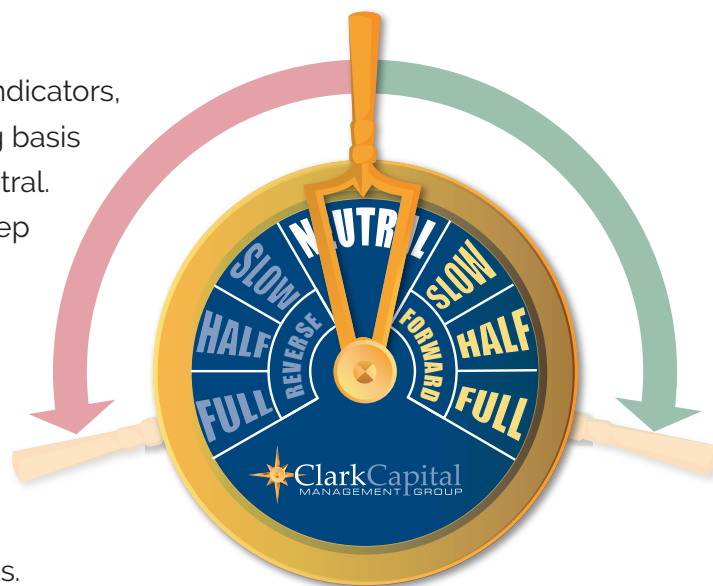 ndicators,
g basis
tral.
ep
NEUTRAL
SLOW
SLOW
HALF
REVERSE
FORWARD
HALF
FULL
FULL
ClarkCapital
MANAGEMENT GROUP
s.